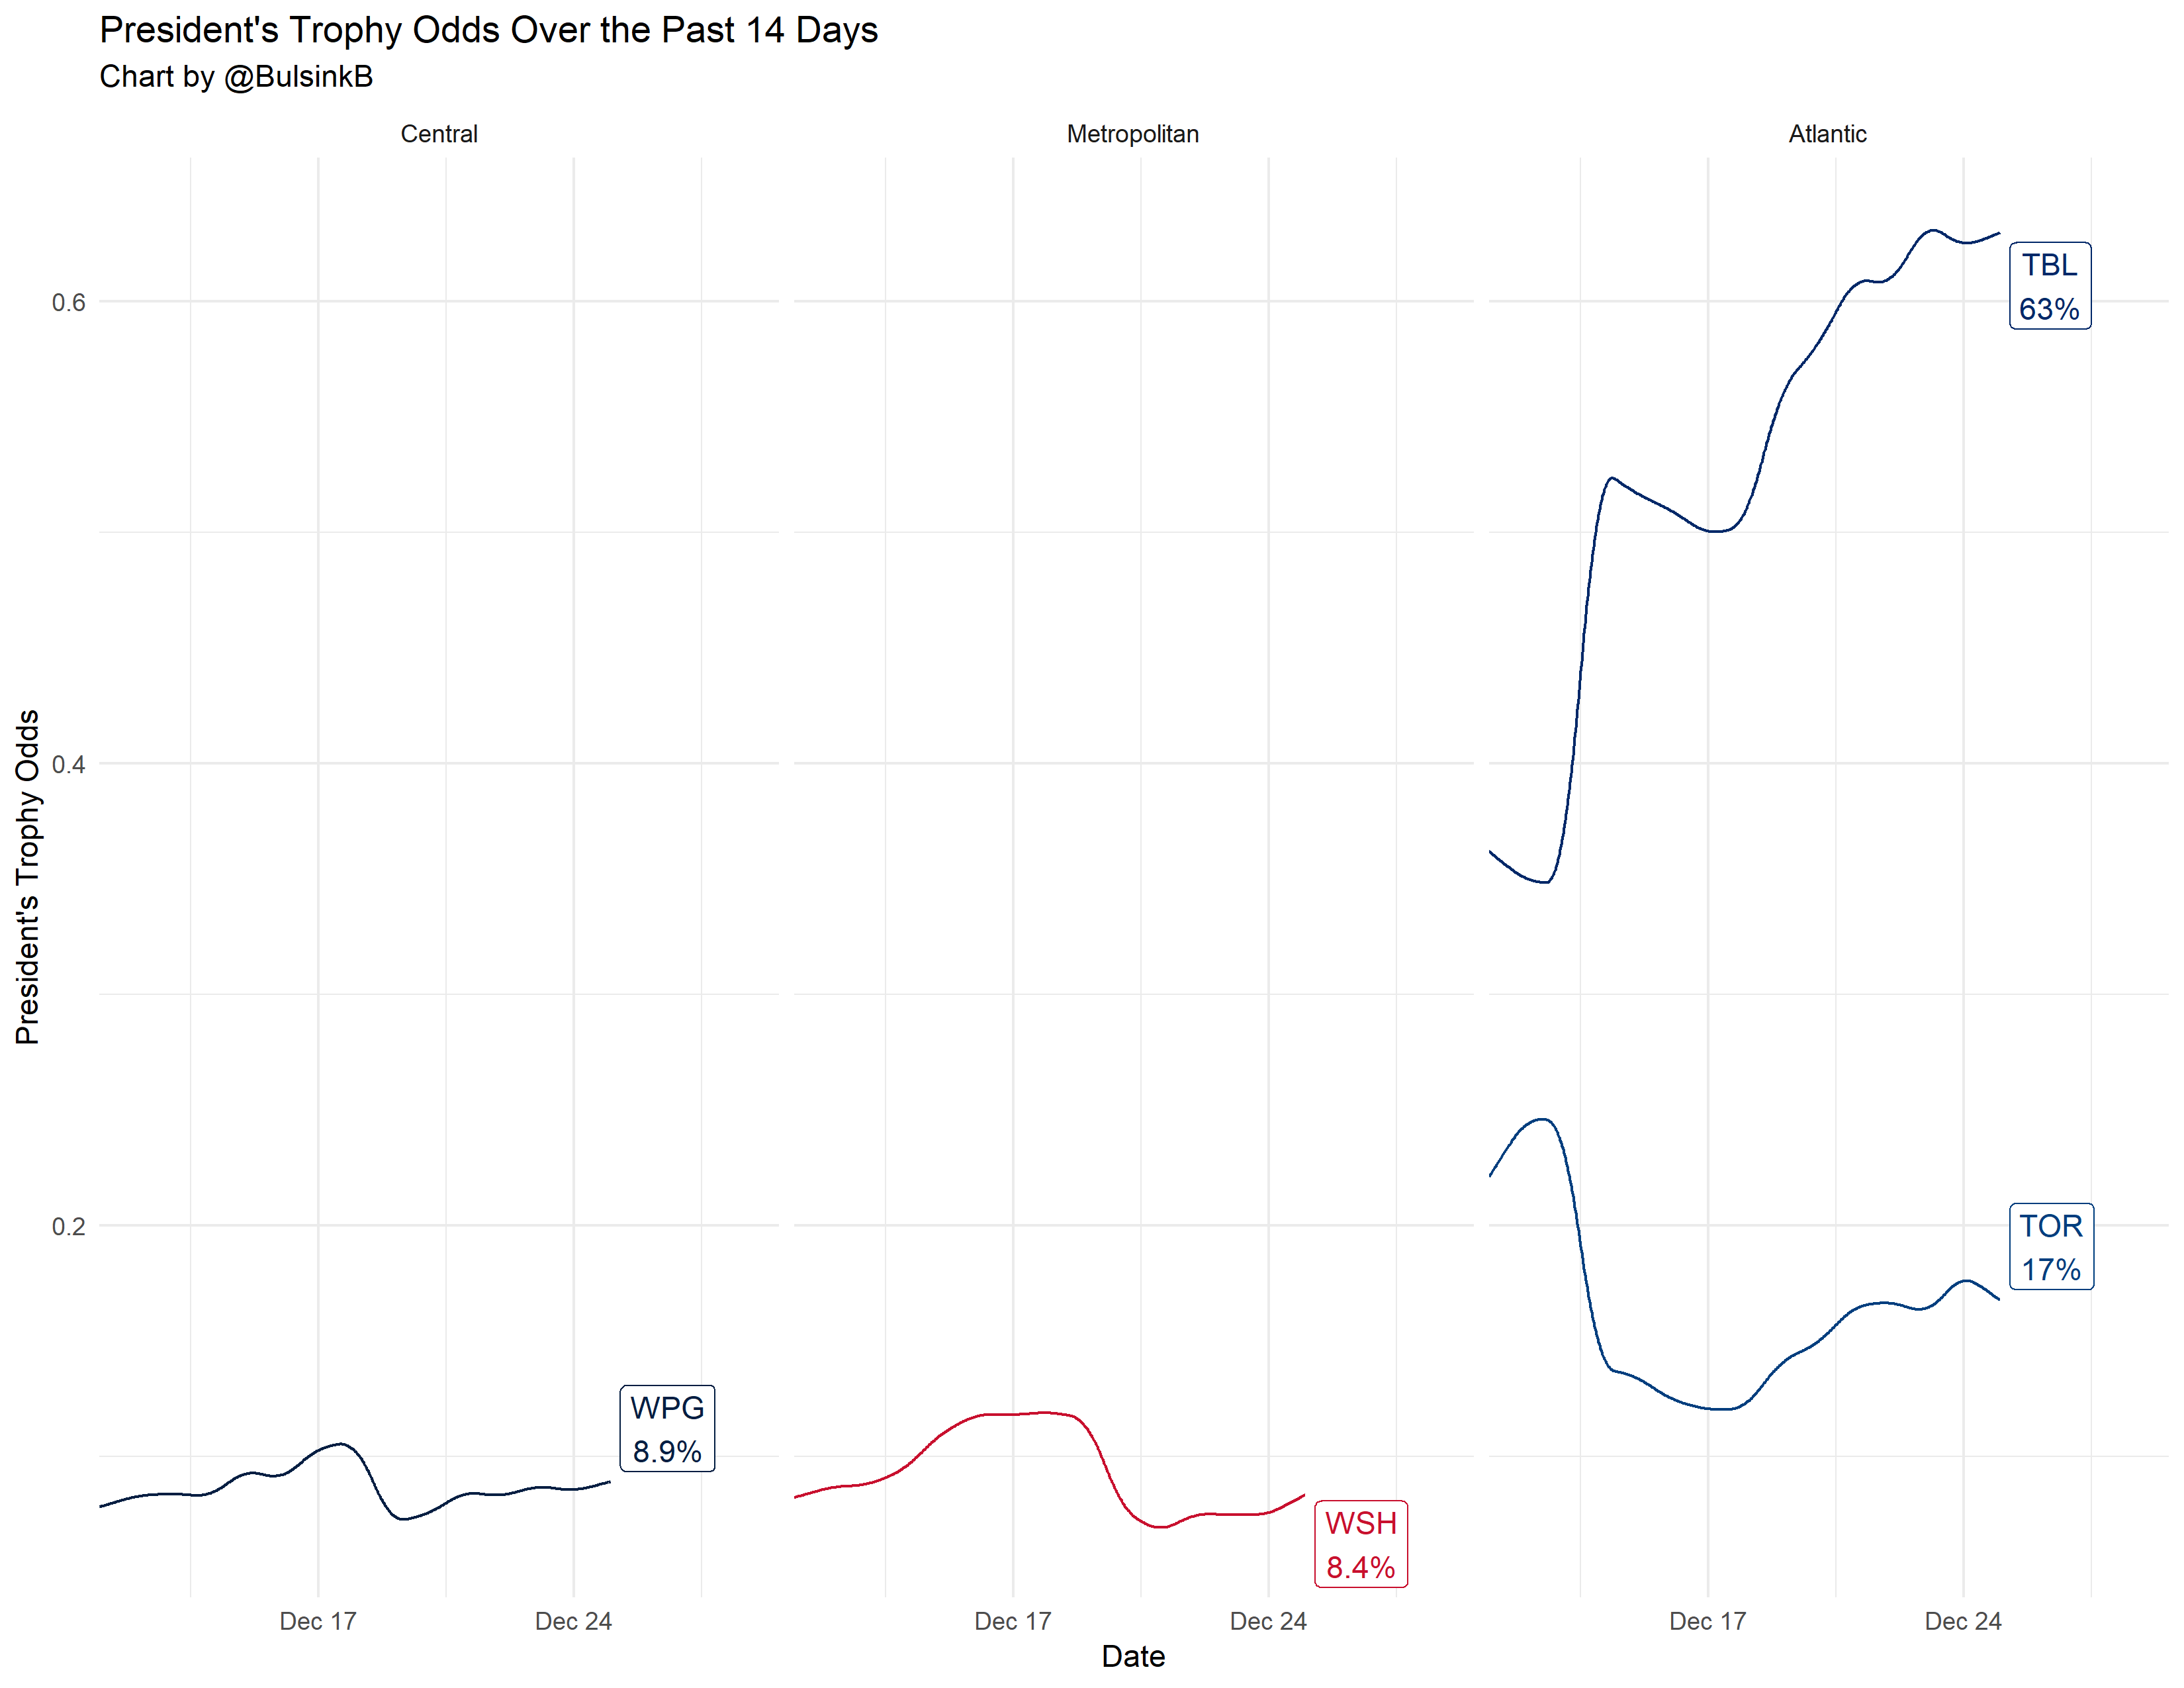 President's Trophy Odds Over the Past 14 Days
Chart by @BulsinkB
Central
Metropolitan
Atlantic
President's Trophy Odds
0.6
0.4
0.2
WPG
8.9%
WSH
8.4%
TBL
63%
TOR
17%
Dec 17
Dec 24
Dec 17
Dec 24
Dec 17
Dec 24
Date